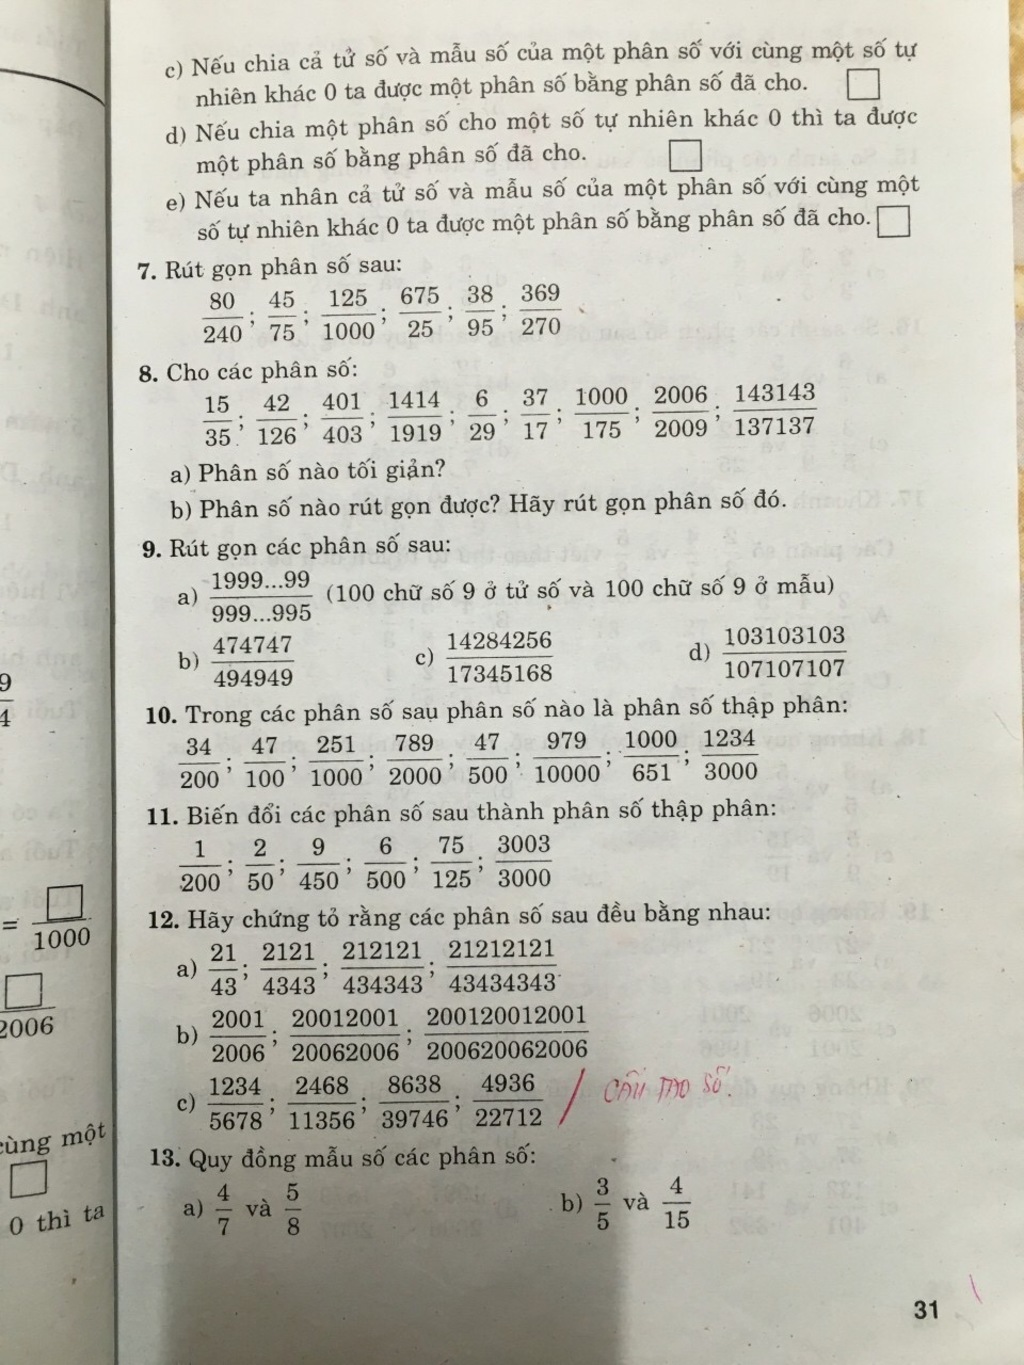 c) Nếu chia cả tử số và mẫu số của một phân số với cùng một số tự
nhiên khác 0 ta được một phân số bằng phân số đã cho. □
d) Nếu chia một phân số cho một số tự nhiên khác 0 thì ta được
một phân số bằng phân số đã cho. □
e) Nếu ta nhân cả tử số và mẫu số của một phân số với cùng một
số tự nhiên khác 0 ta được một phân số bằng phân số đã cho. □
7. Rút gọn phân số sau:
80/240; 45/75; 125/1000; 675/25; 38/95; 369/270
8. Cho các phân số:
15/35; 42/126; 401/403; 1414/1919; 6/29; 37/17; 1000/175; 2006/2009; 143143/137137
a) Phân số nào tối giản?
b) Phân số nào rút gọn được? Hãy rút gọn phân số đó.
9. Rút gọn các phân số sau:
a) 1999...99/999...995 (100 chữ số 9 ở tử số và 100 chữ số 9 ở mẫu)
b) 474747/494949 c) 14284256/17345168 d) 103103103/107107107
10. Trong các phân số sau phân số nào là phân số thập phân:
34/200; 47/100; 251/1000; 789/2000; 47/500; 979/10000; 1000/651; 1234/3000
11. Biến đổi các phân số sau thành phân số thập phân:
1/200; 2/50; 9/450; 6/500; 75/125; 3003/3000
12. Hãy chứng tỏ rằng các phân số sau đều bằng nhau:
a) 21/43; 2121/4343; 212121/434343; 21212121/43434343
b) 2001/2006; 20012001/20062006; 200120012001/200620062006
c) 1234/5678; 2468/11356; 8638/39746; 4936/22712 / CẤU TẠO SỐ.
13. Quy đồng mẫu số các phân số:
a) 4/7 và 5/8 b) 3/5 và 4/15
31
9/4
= □/1000
□/2006
cùng một
□
0 thì ta